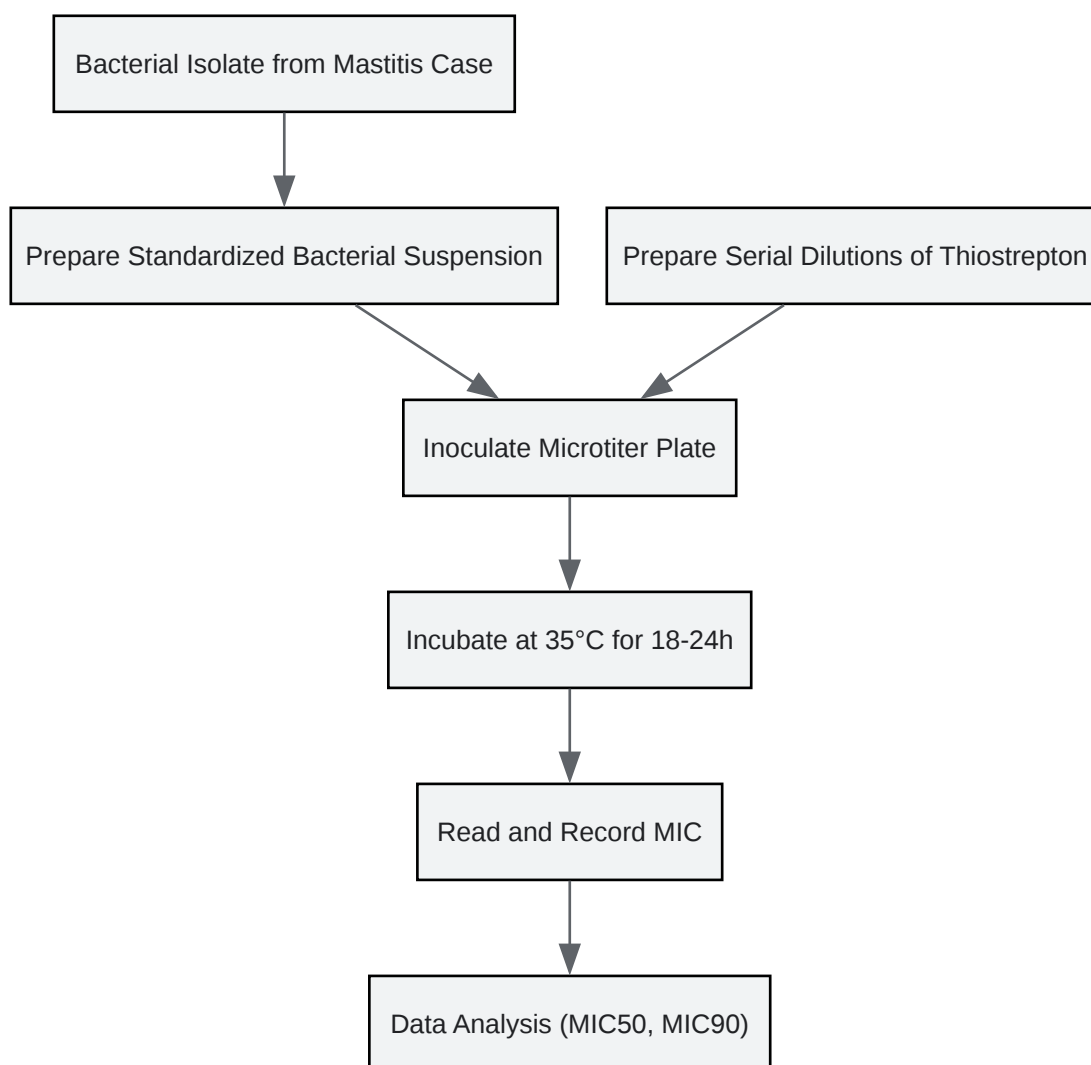 Bacterial Isolate from Mastitis Case
Prepare Standardized Bacterial Suspension
Prepare Serial Dilutions of Thiostrepton
Inoculate Microtiter Plate
Incubate at 35°C for 18-24h
Read and Record MIC
Data Analysis (MIC50, MIC90)